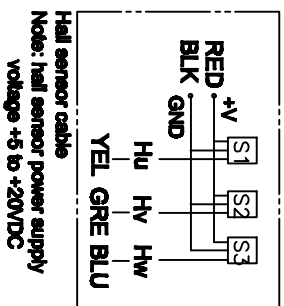 RED +V
BLK GND
S1 S2 S3
Hu Hv Hw
YEL GRE BLU
Hall sensor cable
Note: hall sensor power supply
voltage +5 to +20VDC